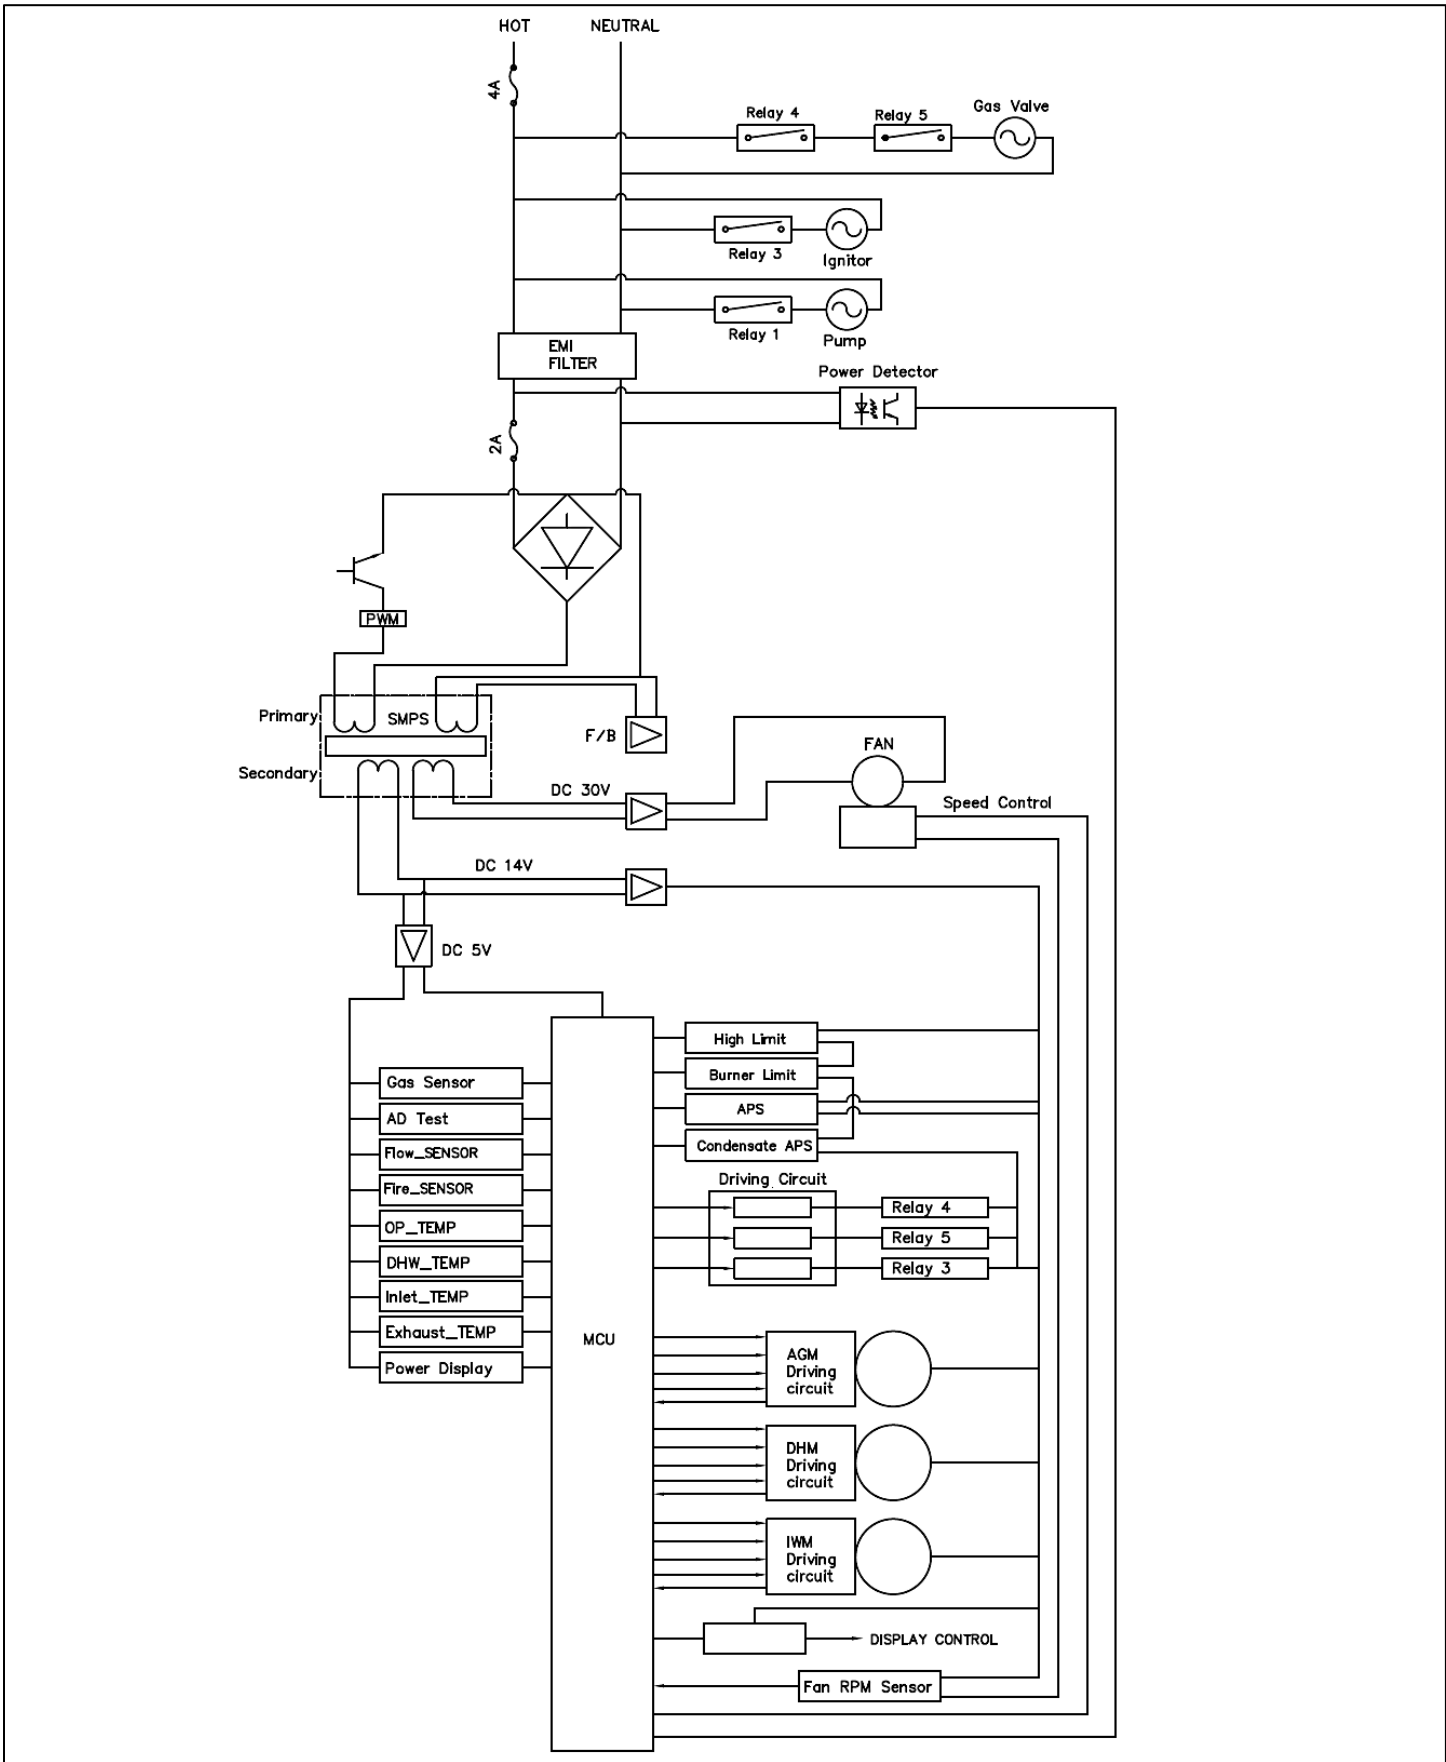 HOT
NEUTRAL
4A
Relay 4
Relay 5
Gas Valve
Relay 3
Ignitor
Relay 1
Pump
EMI
FILTER
Power Detector
2A
PWM
Primary
SMPS
F/B
Secondary
DC 30V
FAN
Speed Control
DC 14V
DC 5V
High Limit
Burner Limit
APS
Condensate APS
Gas Sensor
AD Test
Flow_SENSOR
Fire_SENSOR
OP_TEMP
DHW_TEMP
Inlet_TEMP
Exhaust_TEMP
Power Display
Driving Circuit
Relay 4
Relay 5
Relay 3
MCU
AGM
Driving
circuit
DHM
Driving
circuit
IWM
Driving
circuit
DISPLAY CONTROL
Fan RPM Sensor